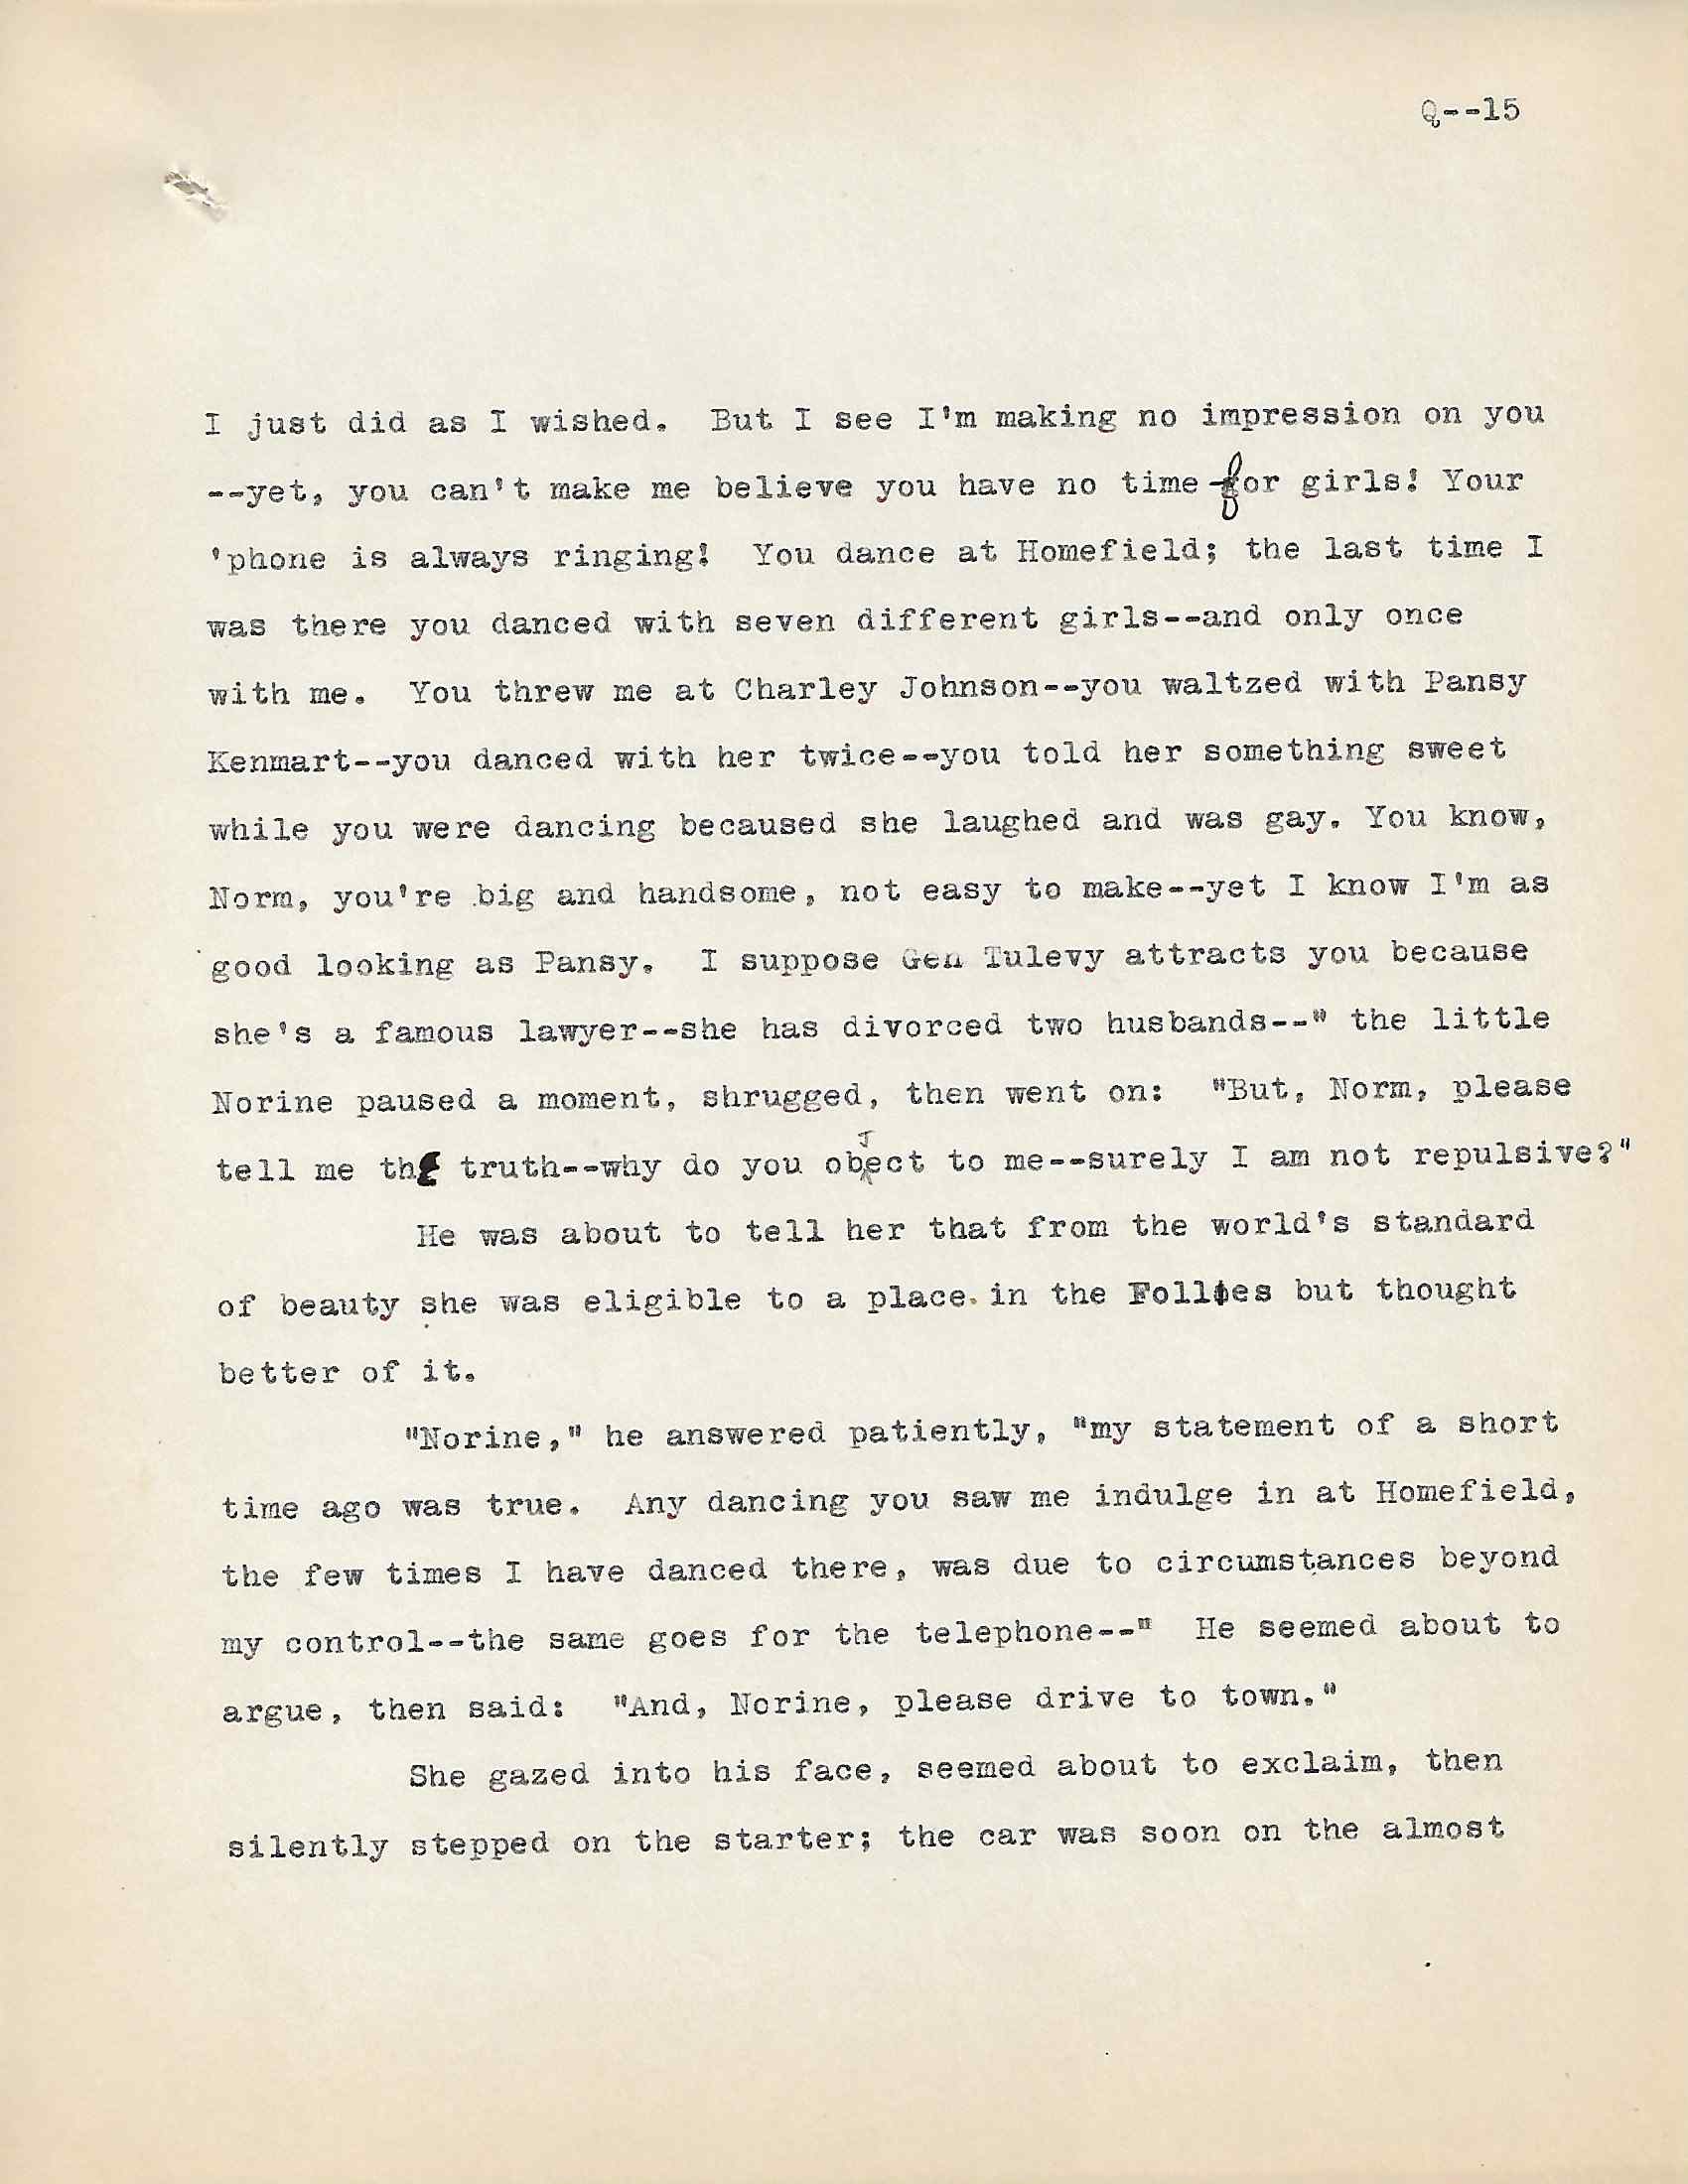 Q--15
I just did as I wished.  But I see I'm making no impression on you
--yet, you can't make me believe you have no time for girls! Your
'phone is always ringing!  You dance at Homefield; the last time I
was there you danced with seven different girls--and only once
with me.  You threw me at Charley Johnson--you waltzed with Pansy
Kenmart--you danced with her twice--you told her something sweet
while you were dancing becaused she laughed and was gay. You know,
Norm, you're big and handsome, not easy to make--yet I know I'm as
good looking as Pansy.  I suppose Gen Tulevy attracts you because
she's a famous lawyer--she has divorced two husbands--" the little
Norine paused a moment, shrugged, then went on:  "But, Norm, please
tell me the truth--why do you object to me--surely I am not repulsive?"
He was about to tell her that from the world's standard
of beauty she was eligible to a place in the Follies but thought
better of it.
"Norine," he answered patiently, "my statement of a short
time ago was true.  Any dancing you saw me indulge in at Homefield,
the few times I have danced there, was due to circumstances beyond
my control--the same goes for the telephone--"  He seemed about to
argue, then said:  "And, Norine, please drive to town."
She gazed into his face, seemed about to exclaim, then
silently stepped on the starter; the car was soon on the almost